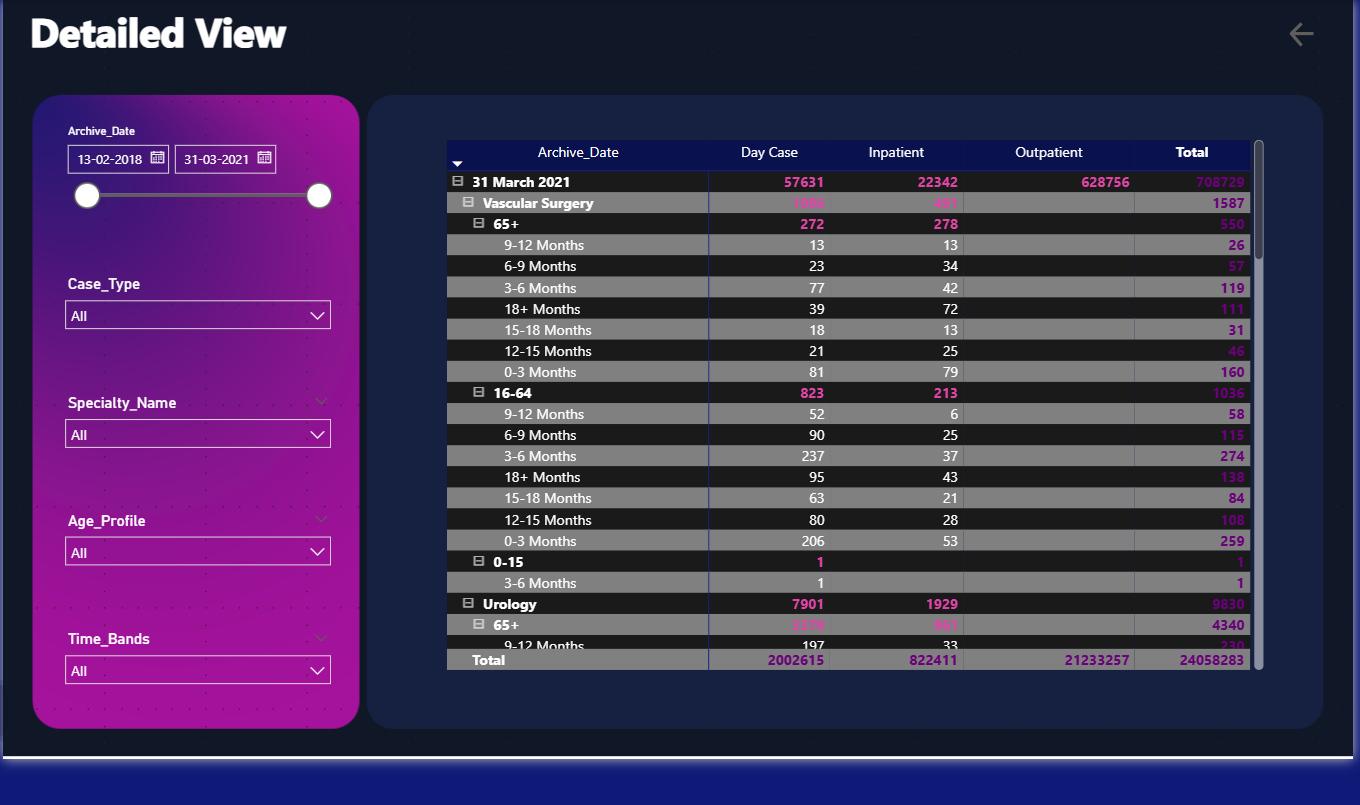 Detailed View
Archive_Date
13-02-2018 31-03-2021
Case_Type
All
Specialty_Name
All
Age_Profile
All
Time_Bands
All
Archive_Date Day Case Inpatient Outpatient Total
31 March 2021 57631 22342 628756 708729
Vascular Surgery 1587
65+ 272 278 550
9-12 Months 13 13 26
6-9 Months 23 34 57
3-6 Months 77 42 119
18+ Months 39 72 111
15-18 Months 18 13 31
12-15 Months 21 25 46
0-3 Months 81 79 160
16-64 823 213 1036
9-12 Months 52 6 58
6-9 Months 90 25 115
3-6 Months 237 37 274
18+ Months 95 43 138
15-18 Months 63 21 84
12-15 Months 80 28 108
0-3 Months 206 53 259
0-15 1 1
3-6 Months 1 1
Urology 7901 1929 9830
65+ 4340
9-12 Months 197 33 230
Total 2002615 822411 21233257 24058283